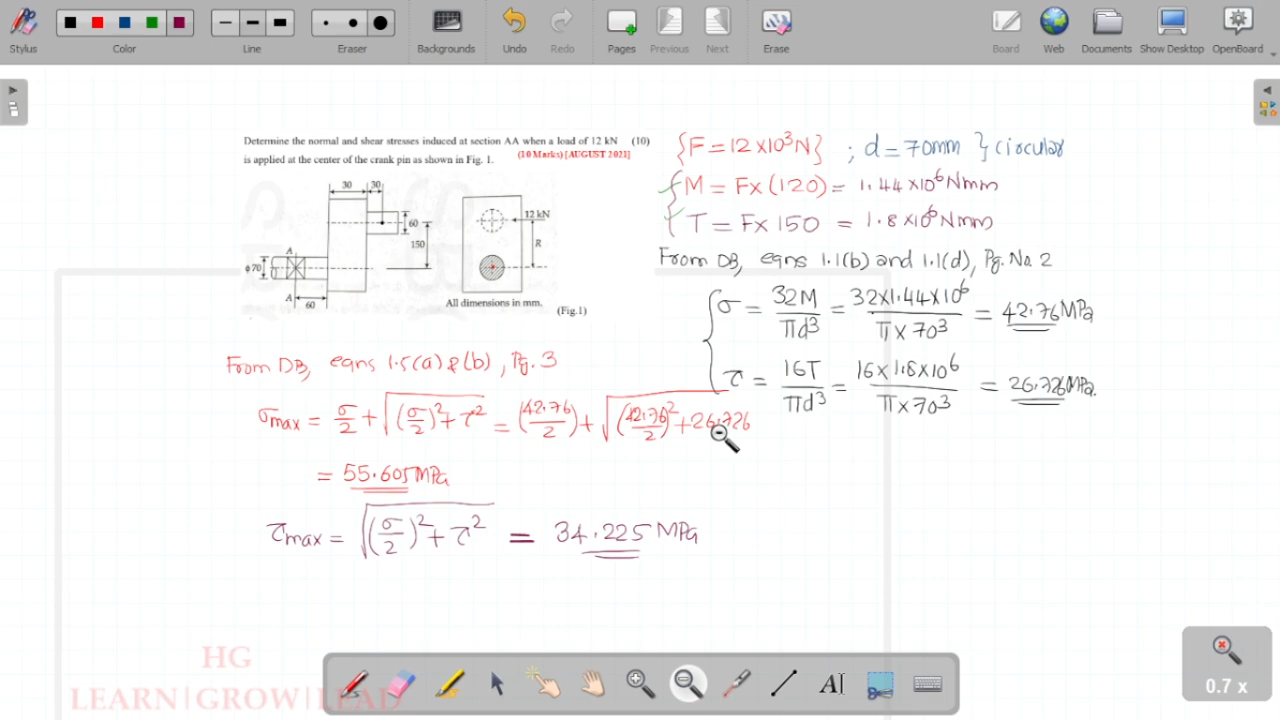 Stylus
Color
Line
Eraser
Backgrounds
Undo
Redo
Pages
Previous
Next
Erase
Board
Web
Documents
Show Desktop
OpenBoard
Determine the normal and shear stresses induced at section AA when a load of 12 kN (10)
is applied at the center of the crank pin as shown in Fig. 1.
(10 Marks) [AUGUST 2021]
30
30
60
150
A
ϕ70
A
60
12 kN
R
All dimensions in mm.
(Fig.1)
{F = 12 x10³N} ; d = 70mm } circular
M = Fx (120) = 1.44 x10⁶ Nmm
T = Fx 150 = 1.8 x10⁶ Nmm
From DB, eqns 1.1(b) and 1.1(d), Pg. No. 2
σ = 32M/πd³ = 32x1.44x10⁶/πx70³ = 42.76 MPa
τ = 16T/πd³ = 16x1.8x10⁶/πx70³ = 26.726 MPa.
From DB, eqns 1.5(a) & (b), Pg. 3
σmax = σ/2 + √(σ/2)² + τ² = (42.76/2) + √(42.76/2)² + 26.726
= 55.605 MPa
τmax = √(σ/2)² + τ² = 34.225 MPa
HG
LEARN|GROW|LEAD
0.7 x